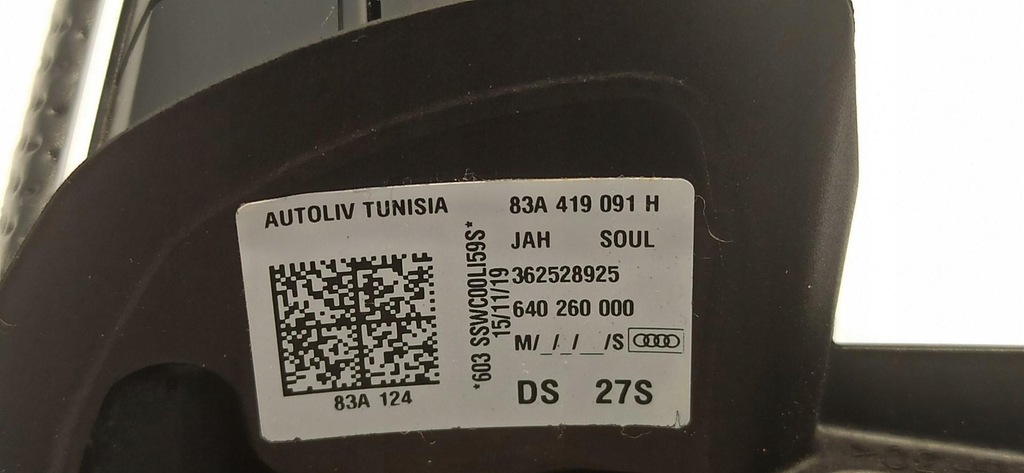 AUTOLIV TUNISIA
83A 124
*603 SSWC00LI59S*
15/11/19
83A 419 091 H
JAH SOUL
362528925
640 260 000
M/_/_/__/S
DS 27S